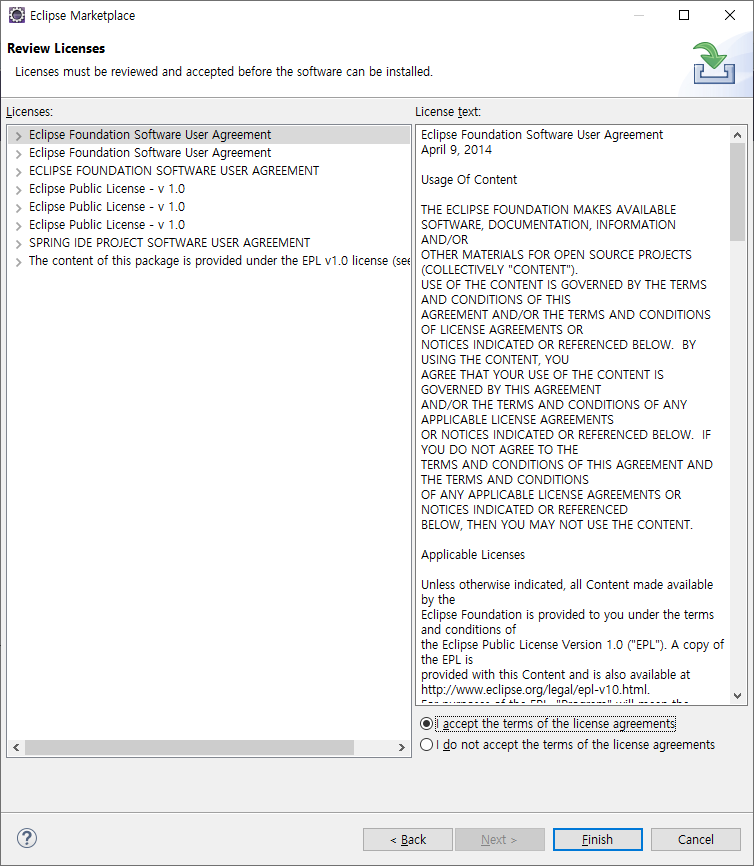 Eclipse Marketplace
Review Licenses
Licenses must be reviewed and accepted before the software can be installed.
Licenses:
Eclipse Foundation Software User Agreement
Eclipse Foundation Software User Agreement
ECLIPSE FOUNDATION SOFTWARE USER AGREEMENT
Eclipse Public License - v 1.0
Eclipse Public License - v 1.0
Eclipse Public License - v 1.0
SPRING IDE PROJECT SOFTWARE USER AGREEMENT
The content of this package is provided under the EPL v1.0 license (see
License text:
Eclipse Foundation Software User Agreement
April 9, 2014
Usage Of Content
THE ECLIPSE FOUNDATION MAKES AVAILABLE
SOFTWARE, DOCUMENTATION, INFORMATION
AND/OR
OTHER MATERIALS FOR OPEN SOURCE PROJECTS
(COLLECTIVELY "CONTENT").
USE OF THE CONTENT IS GOVERNED BY THE TERMS
AND CONDITIONS OF THIS
AGREEMENT AND/OR THE TERMS AND CONDITIONS
OF LICENSE AGREEMENTS OR
NOTICES INDICATED OR REFERENCED BELOW.  BY
USING THE CONTENT, YOU
AGREE THAT YOUR USE OF THE CONTENT IS
GOVERNED BY THIS AGREEMENT
AND/OR THE TERMS AND CONDITIONS OF ANY
APPLICABLE LICENSE AGREEMENTS
OR NOTICES INDICATED OR REFERENCED BELOW.  IF
YOU DO NOT AGREE TO THE
TERMS AND CONDITIONS OF THIS AGREEMENT AND
THE TERMS AND CONDITIONS
OF ANY APPLICABLE LICENSE AGREEMENTS OR
NOTICES INDICATED OR REFERENCED
BELOW, THEN YOU MAY NOT USE THE CONTENT.
Applicable Licenses
Unless otherwise indicated, all Content made available
by the
Eclipse Foundation is provided to you under the terms
and conditions of
the Eclipse Public License Version 1.0 ("EPL"). A copy of
the EPL is
provided with this Content and is also available at
http://www.eclipse.org/legal/epl-v10.html.
For purposes of the EPL, "Program" will mean the
I accept the terms of the license agreements
I do not accept the terms of the license agreements
?
< Back
Next >
Finish
Cancel